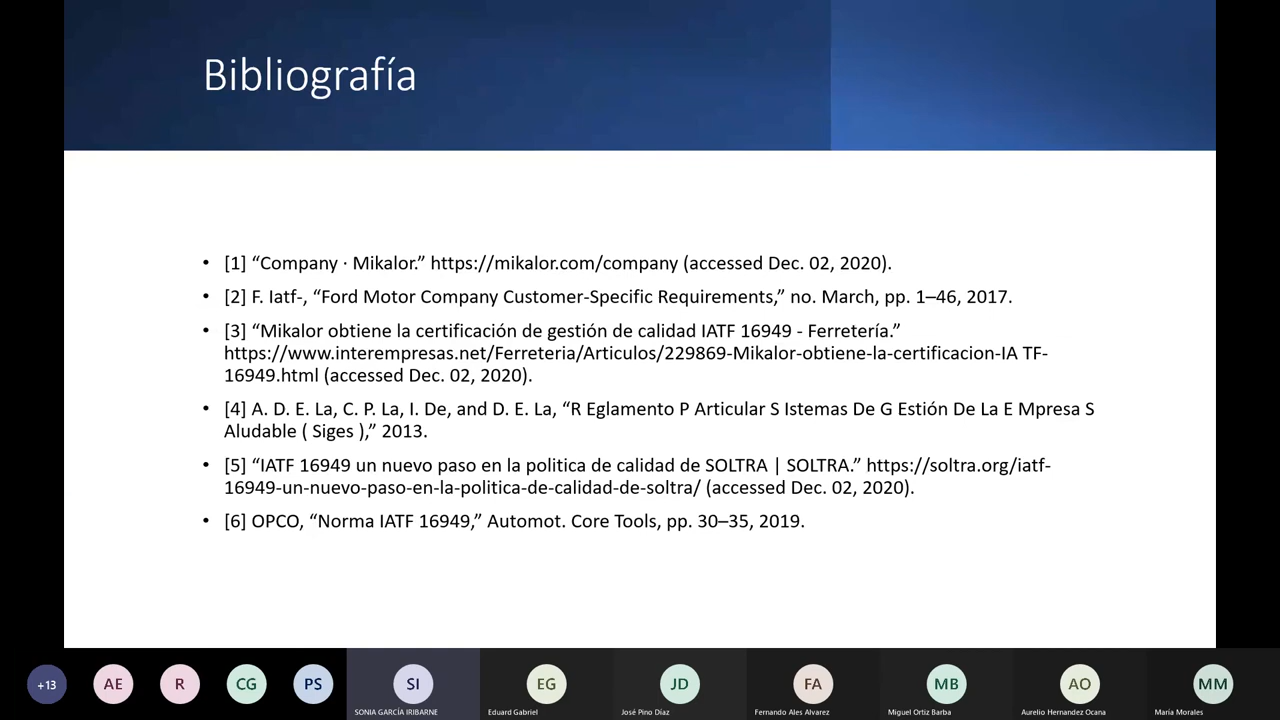 Bibliografía
• [1] “Company · Mikalor.” https://mikalor.com/company (accessed Dec. 02, 2020).
• [2] F. Iatf-, “Ford Motor Company Customer-Specific Requirements,” no. March, pp. 1–46, 2017.
• [3] “Mikalor obtiene la certificación de gestión de calidad IATF 16949 - Ferretería.”
https://www.interempresas.net/Ferreteria/Articulos/229869-Mikalor-obtiene-la-certificacion-IA TF-
16949.html (accessed Dec. 02, 2020).
• [4] A. D. E. La, C. P. La, I. De, and D. E. La, “R Eglamento P Articular S Istemas De G Estión De La E Mpresa S
Aludable ( Siges ),” 2013.
• [5] “IATF 16949 un nuevo paso en la politica de calidad de SOLTRA | SOLTRA.” https://soltra.org/iatf-
16949-un-nuevo-paso-en-la-politica-de-calidad-de-soltra/ (accessed Dec. 02, 2020).
• [6] OPCO, “Norma IATF 16949,” Automot. Core Tools, pp. 30–35, 2019.
+13 AE R CG PS SI EG JD FA MB AO MM
SONIA GARCÍA IRIBARNE Eduard Gabriel José Pino Díaz Fernando Ales Alvarez Miguel Ortiz Barba Aurelio Hernandez Ocana María Morales